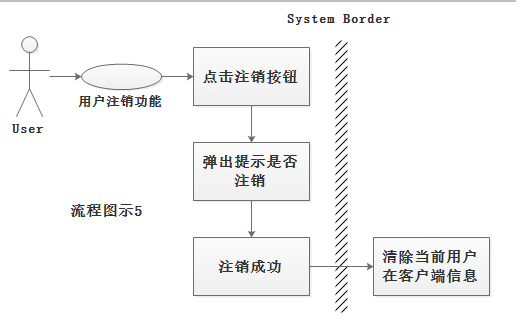 System Border
点击注销按钮
用户注销功能
User
弹出提示是否
注销
流程图示5
注销成功
清除当前用户
在客户端信息